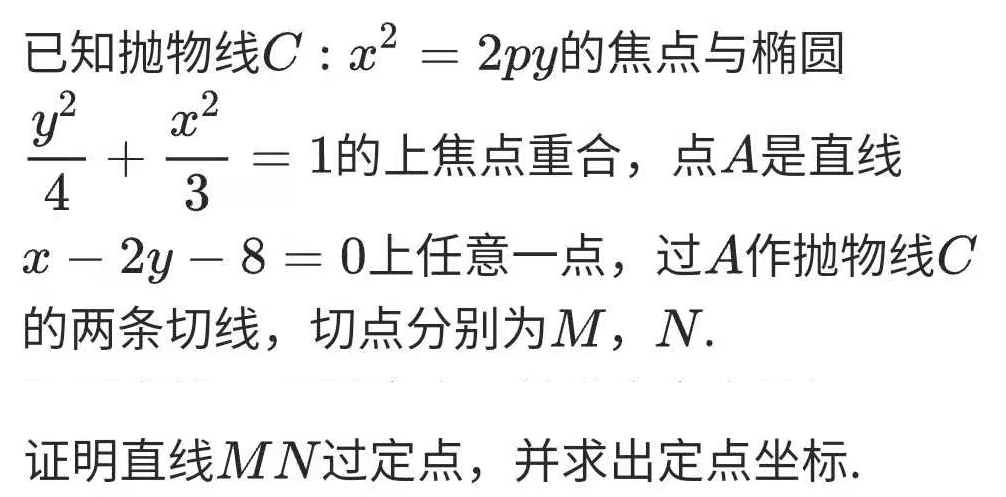 已知抛物线C : x² = 2py的焦点与椭圆
y²/4 + x²/3 = 1的上焦点重合，点A是直线
x − 2y − 8 = 0上任意一点，过A作抛物线C
的两条切线，切点分别为M，N.
证明直线MN过定点，并求出定点坐标.